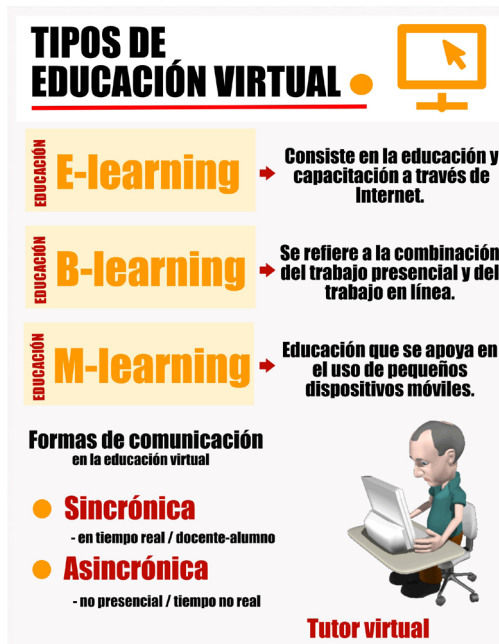 TIPOS DE
EDUCACIÓN VIRTUAL
EDUCACIÓN
E-learning
Consiste en la educación y
capacitación a través de
Internet.
EDUCACIÓN
B-learning
Se refiere a la combinación
del trabajo presencial y del
trabajo en línea.
EDUCACIÓN
M-learning
Educación que se apoya en
el uso de pequeños
dispositivos móviles.
Formas de comunicación
en la educación virtual
Sincrónica
- en tiempo real / docente-alumno
Asincrónica
- no presencial / tiempo no real
Tutor virtual